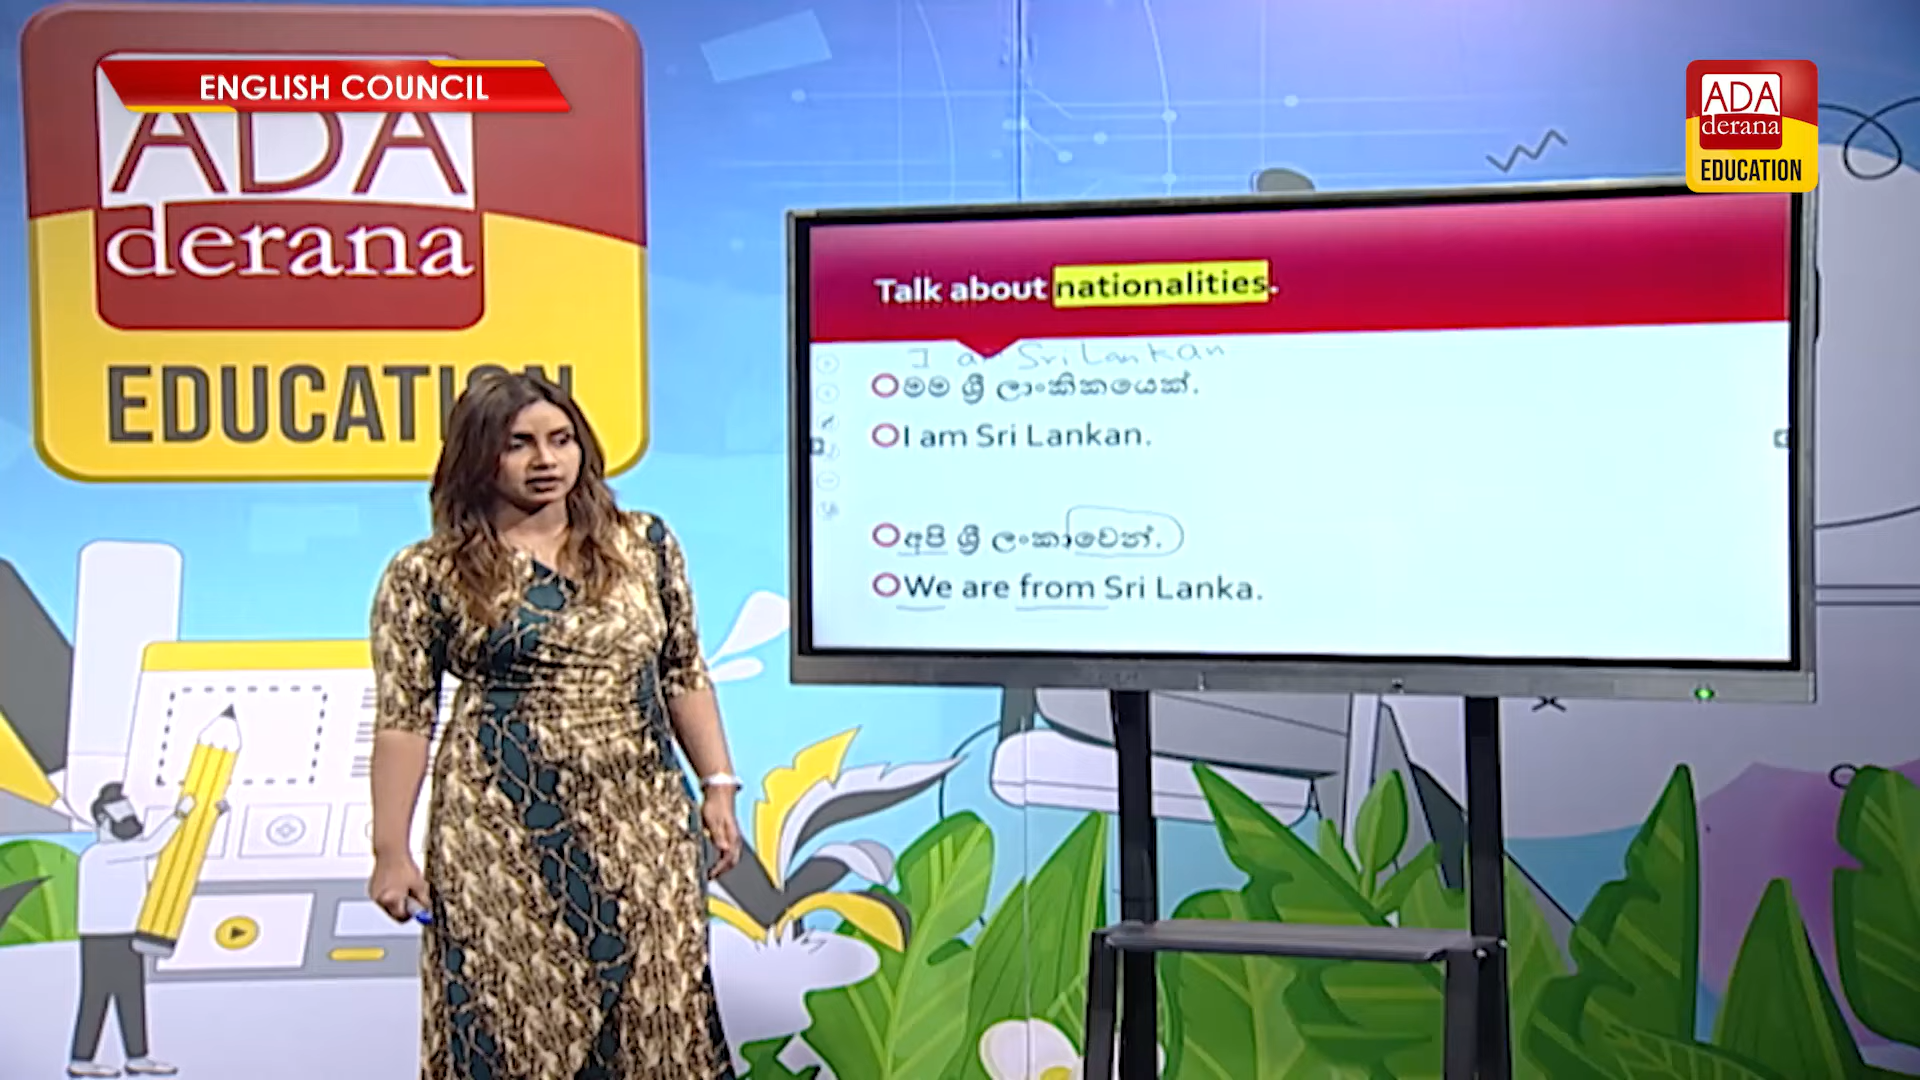 ENGLISH COUNCIL
ADA
derana
EDUCATION
ADA
derana
EDUCATION
Talk about nationalities.
I am Sri Lankan
මම ශ්‍රී ලාංකිකයෙක්.
I am Sri Lankan.
අපි ශ්‍රී ලංකාවෙන්.
We are from Sri Lanka.